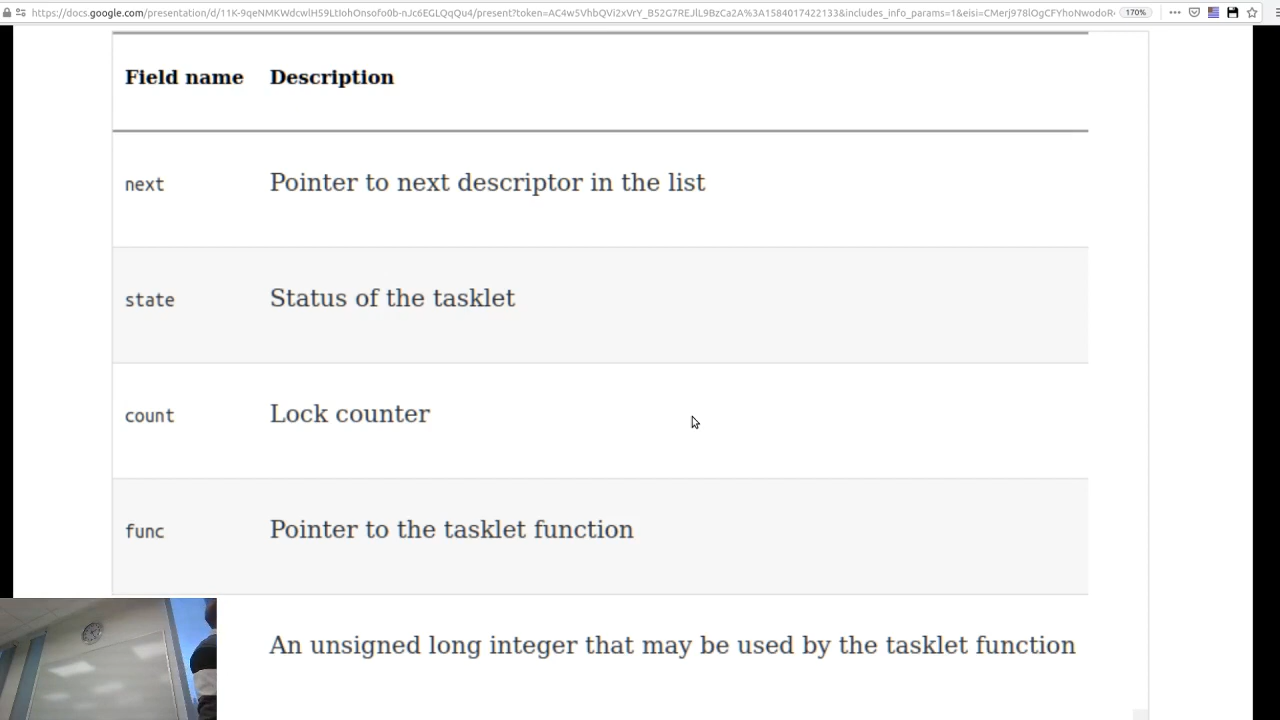 https://docs.google.com/presentation/d/11K-9qeNMKWdcwlH59LtIohOnsofo0b-nJc6EGLQqQu4/present?token=AC4w5VhbQVi2xVrY_B52G7REJlL9BzCa2A%3A1584017422133&includes_info_params=1&eisi=CMerj978lOgCFYhoNwodoR 170%
Field name Description
next Pointer to next descriptor in the list
state Status of the tasklet
count Lock counter
func Pointer to the tasklet function
An unsigned long integer that may be used by the tasklet function